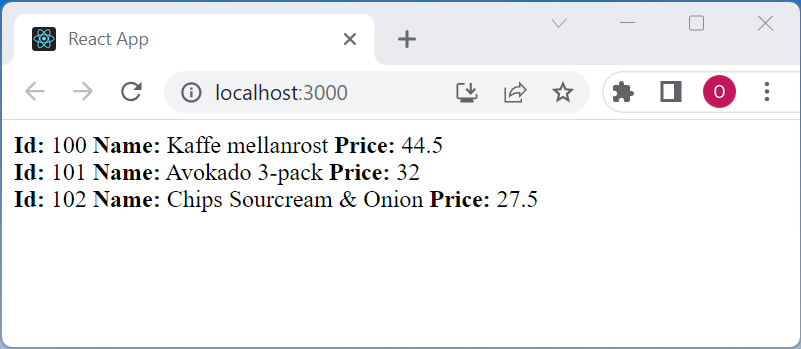 React App
localhost:3000
O
Id: 100 Name: Kaffe mellanrost Price: 44.5
Id: 101 Name: Avokado 3-pack Price: 32
Id: 102 Name: Chips Sourcream & Onion Price: 27.5